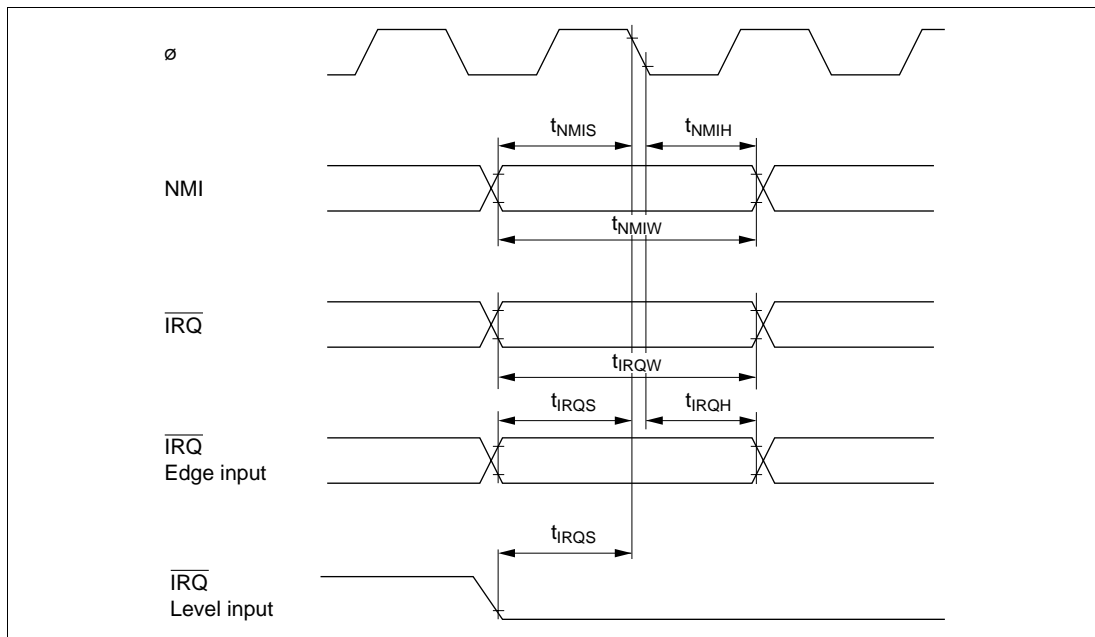 ø
tNMIS tNMIH
NMI
tNMIW
IRQ
tIRQW
tIRQS tIRQH
IRQ
Edge input
tIRQS
IRQ
Level input